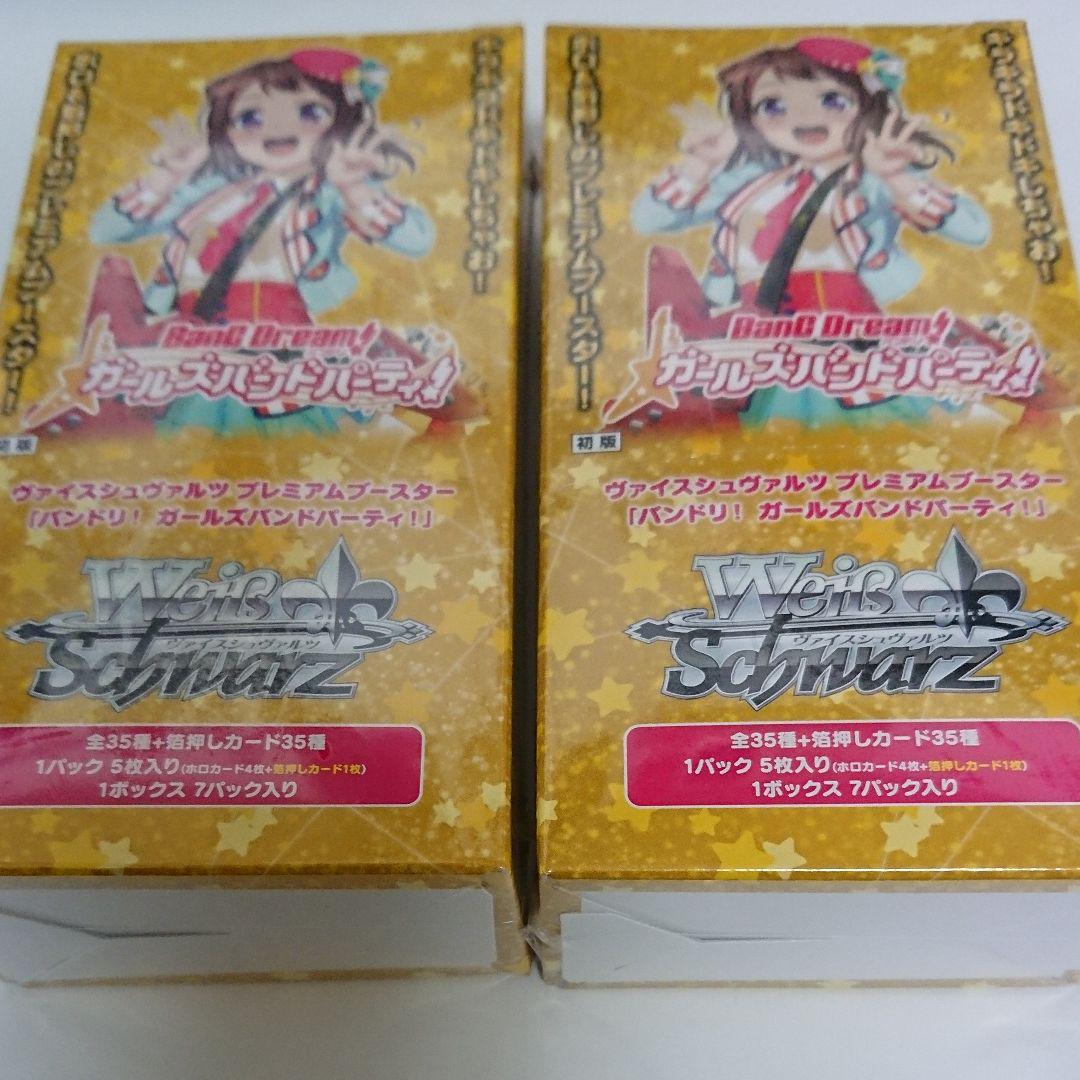 BanG Dream!
ガールズバンドパーティ!
ヴァイスシュヴァルツ プレミアムブースター
「バンドリ! ガールズバンドパーティ!」
Weiß
ヴァイスシュヴァルツ
Schwarz
全35種+箔押しカード35種
1パック 5枚入り(ホロカード4枚+箔押しカード1枚)
1ボックス 7パック入り
BanG Dream!
ガールズバンドパーティ!
初版
ヴァイスシュヴァルツ プレミアムブースター
「バンドリ! ガールズバンドパーティ!」
Weiß
ヴァイスシュヴァルツ
Schwarz
全35種+箔押しカード35種
1パック 5枚入り(ホロカード4枚+箔押しカード1枚)
1ボックス 7パック入り